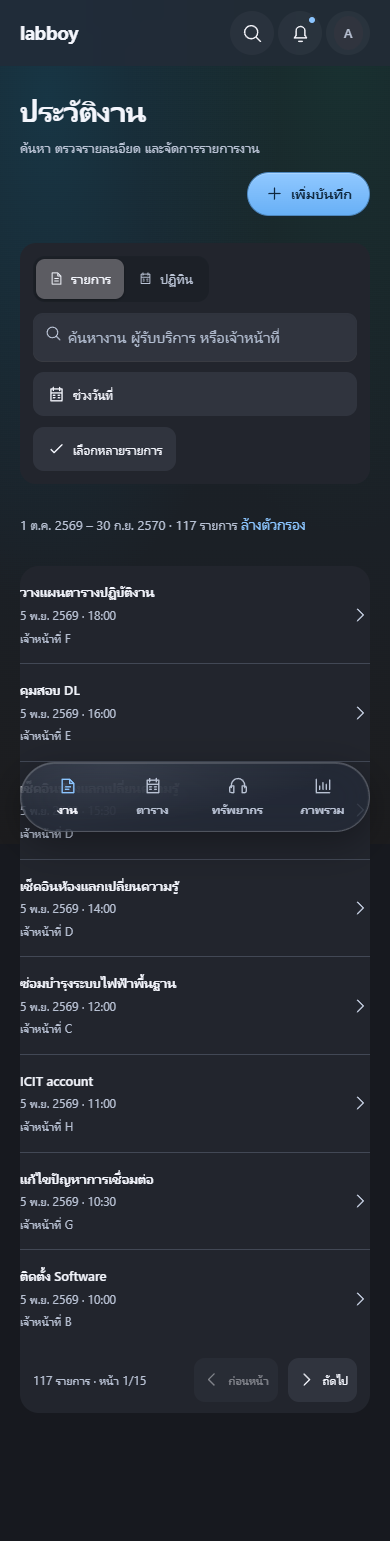 labboy
A
ประวัติงาน
ค้นหา ตรวจรายละเอียด และจัดการรายการงาน
เพิ่มบันทึก
รายการ
ปฏิทิน
ค้นหางาน ผู้รับบริการ หรือเจ้าหน้าที่
ช่วงวันที่
เลือกหลายรายการ
1 ต.ค. 2569 – 30 ก.ย. 2570 · 117 รายการ ล้างตัวกรอง
วางแผนตารางปฏิบัติงาน
5 พ.ย. 2569 · 18:00
เจ้าหน้าที่ F
คุมสอบ DL
5 พ.ย. 2569 · 16:00
เจ้าหน้าที่ E
งาน
ตาราง
ทรัพยากร
ภาพรวม
เจ้าหน้าที่ D
เช็คอินห้องแลกเปลี่ยนความรู้
5 พ.ย. 2569 · 14:00
เจ้าหน้าที่ D
ซ่อมบำรุงระบบไฟฟ้าพื้นฐาน
5 พ.ย. 2569 · 12:00
เจ้าหน้าที่ C
ICIT account
5 พ.ย. 2569 · 11:00
เจ้าหน้าที่ H
แก้ไขปัญหาการเชื่อมต่อ
5 พ.ย. 2569 · 10:30
เจ้าหน้าที่ G
ติดตั้ง Software
5 พ.ย. 2569 · 10:00
เจ้าหน้าที่ B
117 รายการ · หน้า 1/15
ก่อนหน้า
ถัดไป